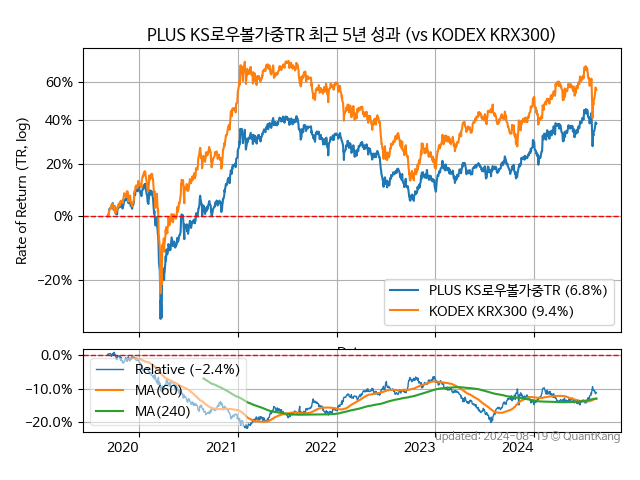 PLUS KS로우볼가중TR 최근 5년 성과 (vs KODEX KRX300)
Rate of Return (TR, log)
60%
40%
20%
0%
−20%
PLUS KS로우볼가중TR (6.8%)
KODEX KRX300 (9.4%)
0.0%
−10.0%
−20.0%
Relative (−2.4%)
MA(60)
MA(240)
2020 2021 2022 2023 2024
updated: 2024-08-19 © QuantKang